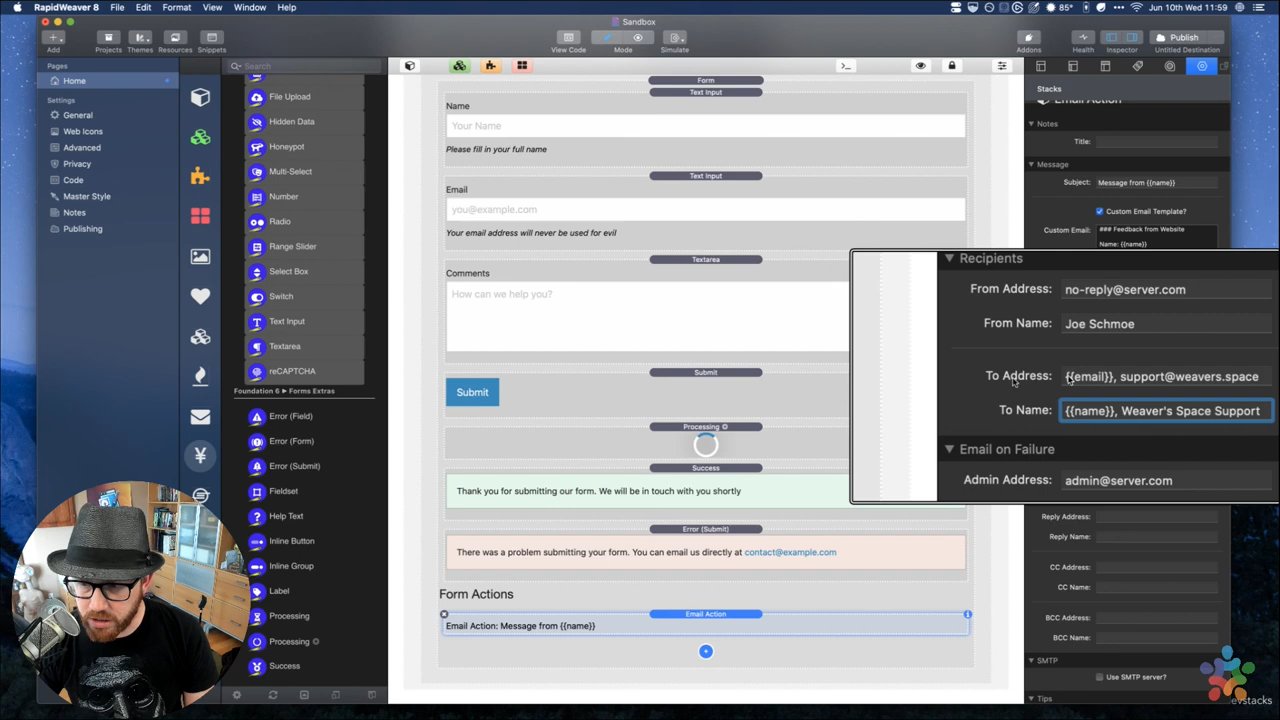 RapidWeaver 8 File Edit Format View Window Help
85° Jun 10th Wed 11:59
Sandbox
Add Projects Themes Resources Snippets View Code Mode Simulate Addons Health Inspector
Publish
Untitled Destination
Pages
Home
Settings
General
Web Icons
Advanced
Privacy
Code
Master Style
Notes
Publishing
Search
File Upload
Hidden Data
Honeypot
Multi-Select
Number
Radio
Range Slider
Select Box
Switch
Text Input
Textarea
reCAPTCHA
Foundation 6 ▸ Forms Extras
Error (Field)
Error (Form)
Error (Submit)
Fieldset
Help Text
Inline Button
Inline Group
Label
Processing
Processing
Success
Form
Text Input
Name
Your Name
Please fill in your full name
Text Input
Email
you@example.com
Your email address will never be used for evil
Textarea
Comments
How can we help you?
Submit
Submit
Processing
Success
Thank you for submitting our form. We will be in touch with you shortly
Error (Submit)
There was a problem submitting your form. You can email us directly at contact@example.com
Form Actions
Email Action
Email Action: Message from {{name}}
Stacks
Email Action
Notes
Title:
Message
Subject: Message from {{name}}
Custom Email Template?
Custom Email: ### Feedback from Website
Name: {{name}}
Recipients
From Address: no-reply@server.com
From Name: Joe Schmoe
To Address: {{email}}, support@weavers.space
To Name: {{name}}, Weaver's Space Support
Email on Failure
Admin Address: admin@server.com
Reply Address:
Reply Name:
CC Address:
CC Name:
BCC Address:
BCC Name:
SMTP
Use SMTP server?
Tips
evstacks